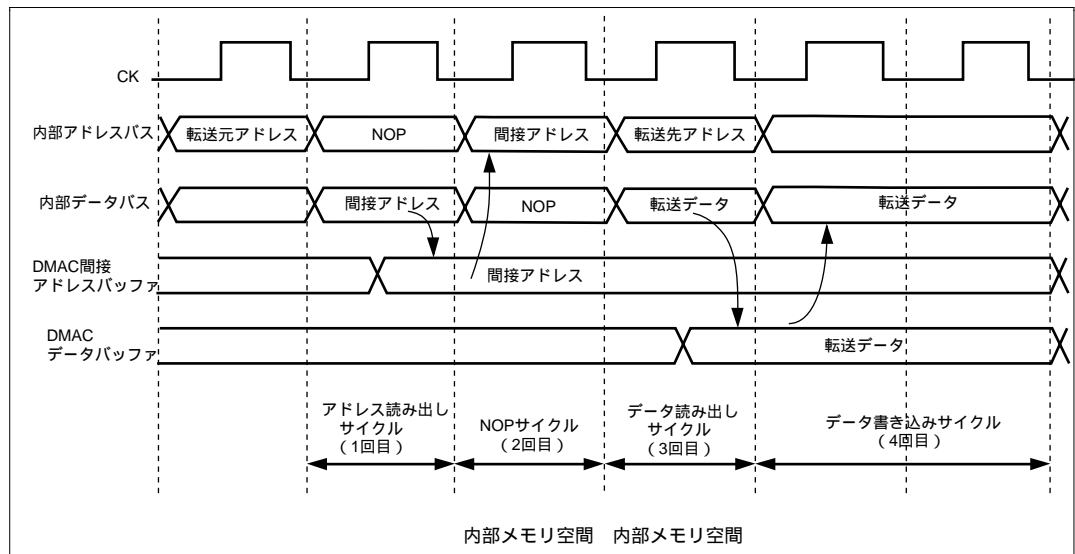 CK
内部アドレスバス
転送元アドレス
NOP
間接アドレス
転送先アドレス
内部データバス
間接アドレス
NOP
転送データ
転送データ
DMAC間接
アドレスバッファ
間接アドレス
DMAC
データバッファ
転送データ
アドレス読み出し
サイクル
（1回目）
NOPサイクル
（2回目）
データ読み出し
サイクル
（3回目）
データ書き込みサイクル
（4回目）
内部メモリ空間　内部メモリ空間